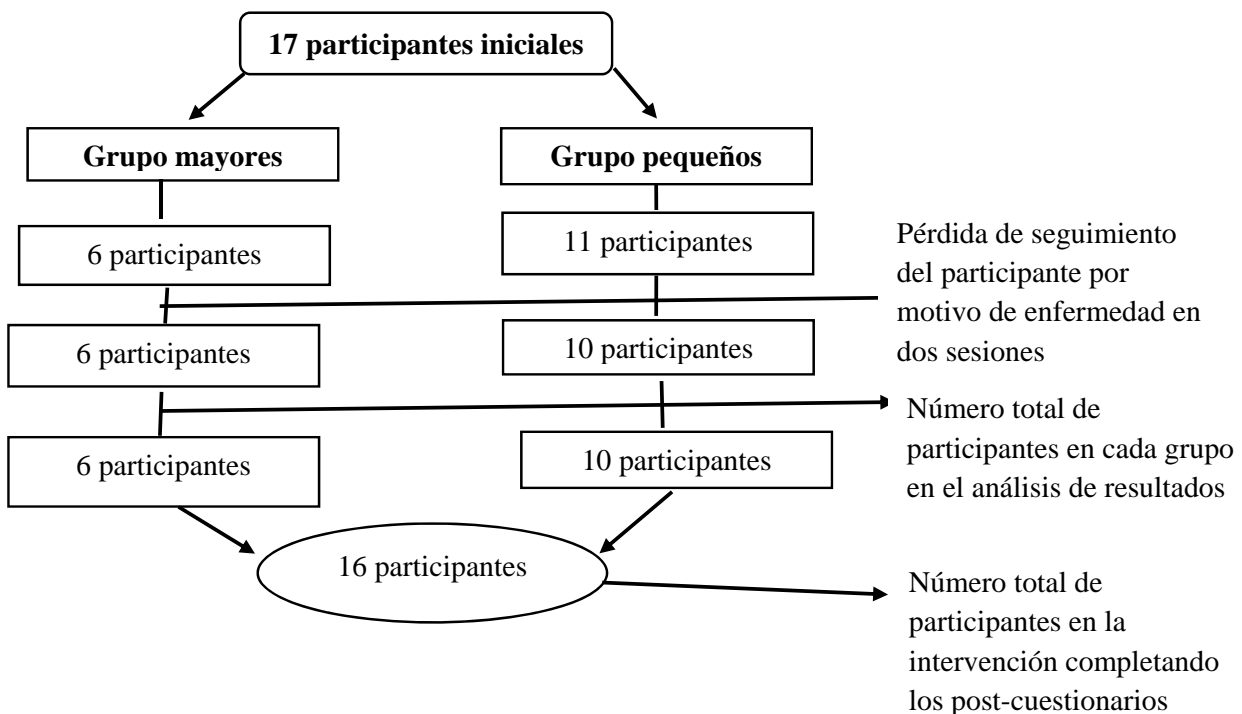 17 participantes iniciales
Grupo mayores
Grupo pequeños
6 participantes
11 participantes
Pérdida de seguimiento
del participante por
motivo de enfermedad en
dos sesiones
6 participantes
10 participantes
Número total de
participantes en cada grupo
en el análisis de resultados
6 participantes
10 participantes
16 participantes
Número total de
participantes en la
intervención completando
los post-cuestionarios